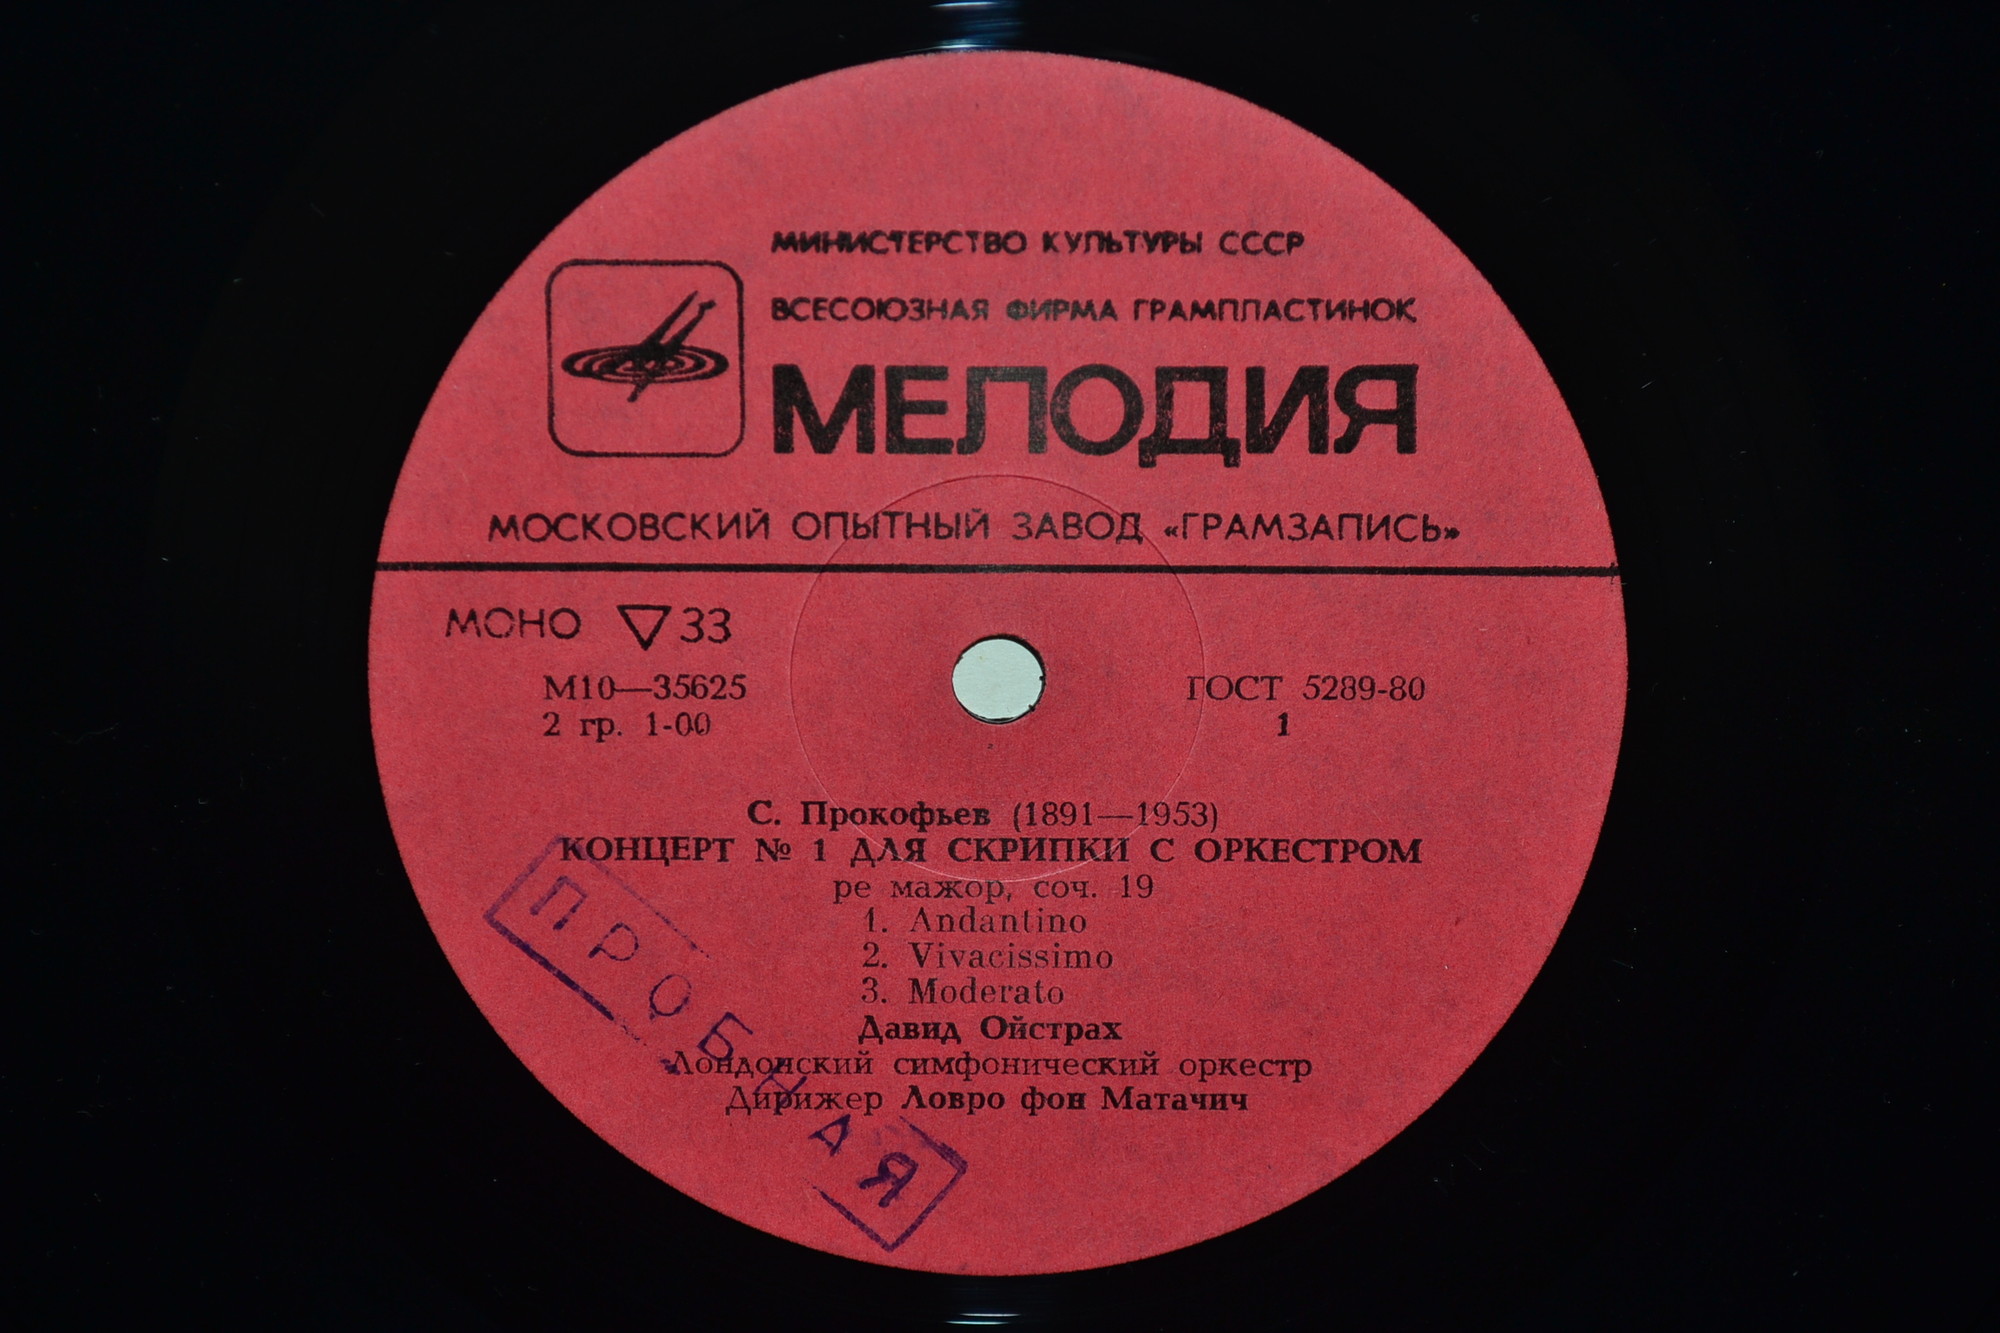 МИНИСТЕРСТВО КУЛЬТУРЫ СССР
ВСЕСОЮЗНАЯ ФИРМА ГРАМПЛАСТИНОК
МЕЛОДИЯ
МОСКОВСКИЙ ОПЫТНЫЙ ЗАВОД «ГРАМЗАПИСЬ»
МОНО ▽33
М10—35625
2 гр. 1-00
ГОСТ 5289-80
1
С. Прокофьев (1891—1953)
КОНЦЕРТ № 1 ДЛЯ СКРИПКИ С ОРКЕСТРОМ
ре мажор, соч. 19
1. Andantino
2. Vivacissimo
3. Moderato
Давид Ойстрах
Лондонский симфонический оркестр
Дирижер Ловро фон Матачич
ПРОБНАЯ